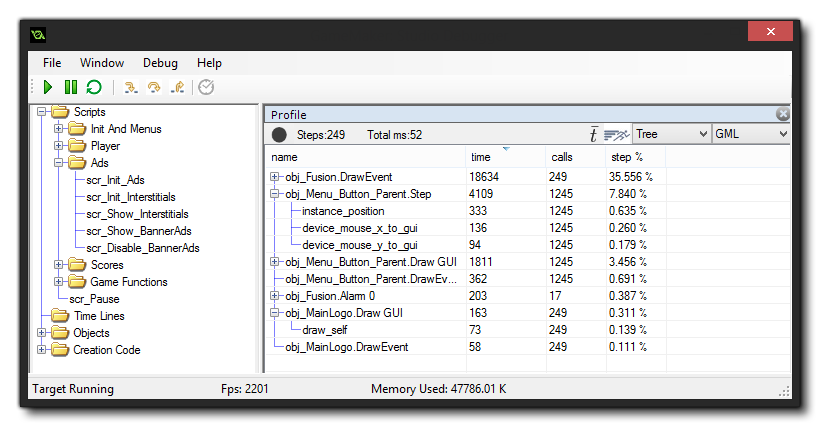 File Window Debug Help
Scripts
Init And Menus
Player
Ads
scr_Init_Ads
scr_Init_Interstitials
scr_Show_Interstitials
scr_Show_BannerAds
scr_Disable_BannerAds
Scores
Game Functions
scr_Pause
Time Lines
Objects
Creation Code
Profile
Steps:249 Total ms:52 t Tree GML
name time calls step %
obj_Fusion.DrawEvent 18634 249 35.556 %
obj_Menu_Button_Parent.Step 4109 1245 7.840 %
instance_position 333 1245 0.635 %
device_mouse_x_to_gui 136 1245 0.260 %
device_mouse_y_to_gui 94 1245 0.179 %
obj_Menu_Button_Parent.Draw GUI 1811 1245 3.456 %
obj_Menu_Button_Parent.DrawEv... 362 1245 0.691 %
obj_Fusion.Alarm 0 203 17 0.387 %
obj_MainLogo.Draw GUI 163 249 0.311 %
draw_self 73 249 0.139 %
obj_MainLogo.DrawEvent 58 249 0.111 %
Target Running Fps: 2201 Memory Used: 47786.01 K